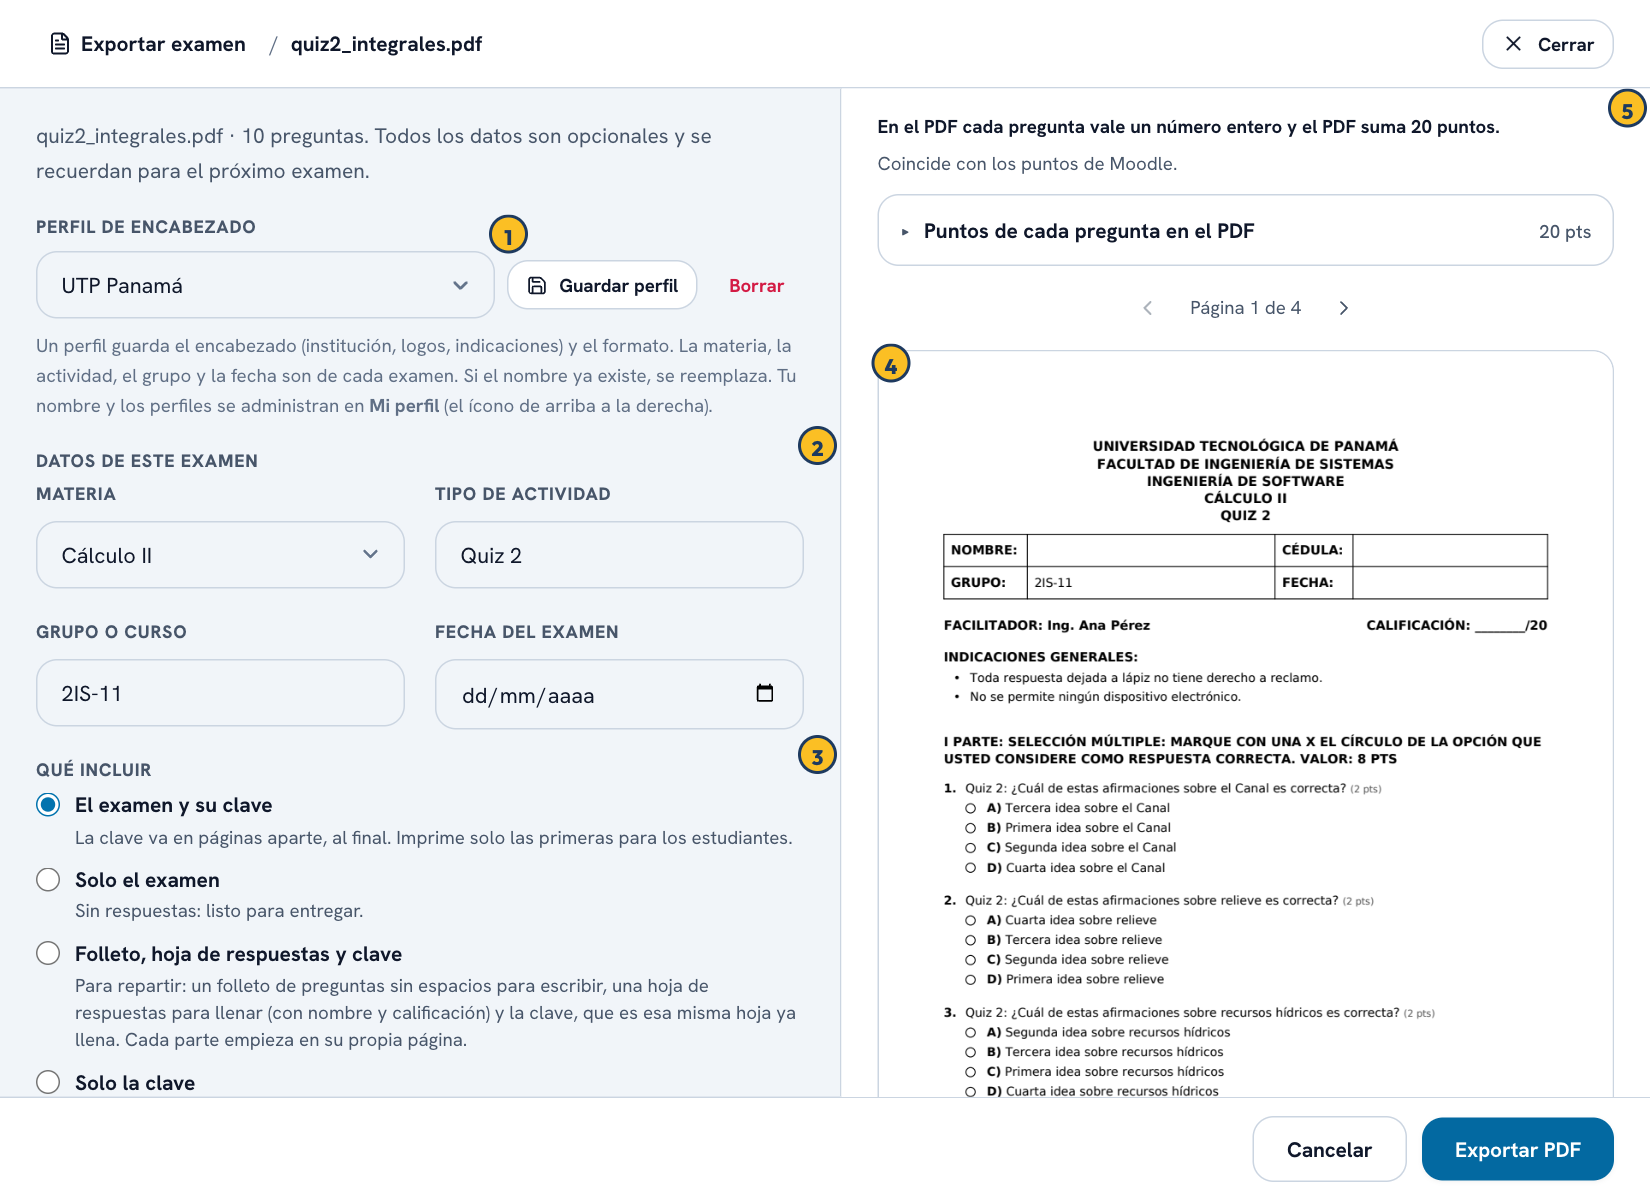 Exportar examen / quiz2_integrales.pdf
Cerrar
quiz2_integrales.pdf · 10 preguntas. Todos los datos son opcionales y se
recuerdan para el próximo examen.
PERFIL DE ENCABEZADO
1
UTP Panamá
Guardar perfil
Borrar
Un perfil guarda el encabezado (institución, logos, indicaciones) y el formato. La materia, la
actividad, el grupo y la fecha son de cada examen. Si el nombre ya existe, se reemplaza. Tu
nombre y los perfiles se administran en Mi perfil (el ícono de arriba a la derecha).
2
DATOS DE ESTE EXAMEN
MATERIA
TIPO DE ACTIVIDAD
Cálculo II
Quiz 2
GRUPO O CURSO
FECHA DEL EXAMEN
2IS-11
dd/mm/aaaa
3
QUÉ INCLUIR
El examen y su clave
La clave va en páginas aparte, al final. Imprime solo las primeras para los estudiantes.
Solo el examen
Sin respuestas: listo para entregar.
Folleto, hoja de respuestas y clave
Para repartir: un folleto de preguntas sin espacios para escribir, una hoja de
respuestas para llenar (con nombre y calificación) y la clave, que es esa misma hoja ya
llena. Cada parte empieza en su propia página.
Solo la clave
5
En el PDF cada pregunta vale un número entero y el PDF suma 20 puntos.
Coincide con los puntos de Moodle.
Puntos de cada pregunta en el PDF
20 pts
Página 1 de 4
4
UNIVERSIDAD TECNOLÓGICA DE PANAMÁ
FACULTAD DE INGENIERÍA DE SISTEMAS
INGENIERÍA DE SOFTWARE
CÁLCULO II
QUIZ 2
NOMBRE:
CÉDULA:
GRUPO: 2IS-11
FECHA:
FACILITADOR: Ing. Ana Pérez
CALIFICACIÓN: _______/20
INDICACIONES GENERALES:
• Toda respuesta dejada a lápiz no tiene derecho a reclamo.
• No se permite ningún dispositivo electrónico.
I PARTE: SELECCIÓN MÚLTIPLE: MARQUE CON UNA X EL CÍRCULO DE LA OPCIÓN QUE
USTED CONSIDERE COMO RESPUESTA CORRECTA. VALOR: 8 PTS
1. Quiz 2: ¿Cuál de estas afirmaciones sobre el Canal es correcta? (2 pts)
A) Tercera idea sobre el Canal
B) Primera idea sobre el Canal
C) Segunda idea sobre el Canal
D) Cuarta idea sobre el Canal
2. Quiz 2: ¿Cuál de estas afirmaciones sobre relieve es correcta? (2 pts)
A) Cuarta idea sobre relieve
B) Tercera idea sobre relieve
C) Segunda idea sobre relieve
D) Primera idea sobre relieve
3. Quiz 2: ¿Cuál de estas afirmaciones sobre recursos hídricos es correcta? (2 pts)
A) Segunda idea sobre recursos hídricos
B) Tercera idea sobre recursos hídricos
C) Primera idea sobre recursos hídricos
D) Cuarta idea sobre recursos hídricos
Cancelar
Exportar PDF